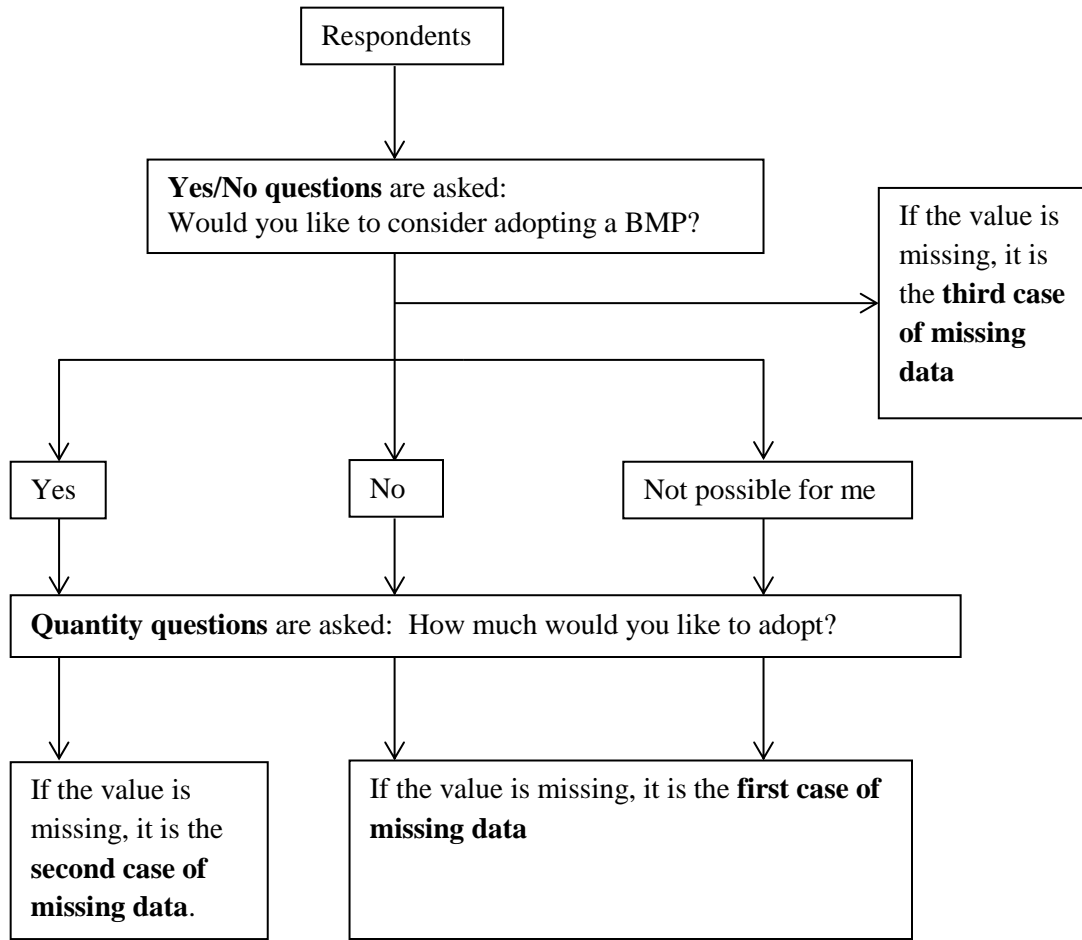 Respondents
Yes/No questions are asked:
Would you like to consider adopting a BMP?
If the value is
missing, it is
the third case
of missing
data
Yes
No
Not possible for me
Quantity questions are asked:  How much would you like to adopt?
If the value is
missing, it is the
second case of
missing data.
If the value is missing, it is the first case of
missing data